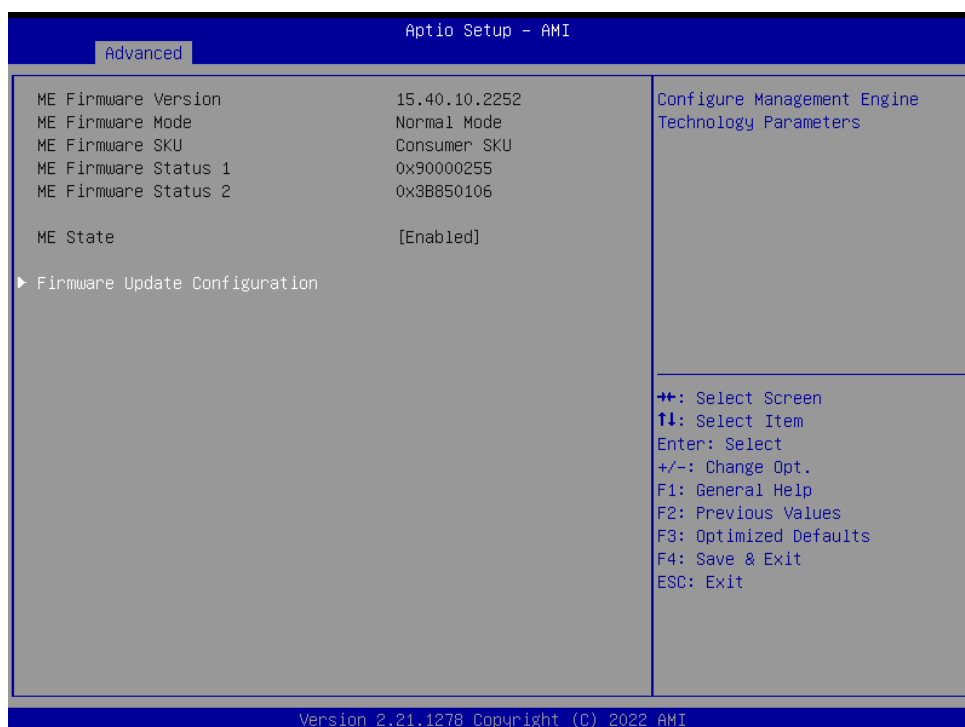 Aptio Setup – AMI
Advanced
ME Firmware Version 15.40.10.2252
ME Firmware Mode Normal Mode
ME Firmware SKU Consumer SKU
ME Firmware Status 1 0x90000255
ME Firmware Status 2 0x3B850106
ME State [Enabled]
▶ Firmware Update Configuration
Configure Management Engine
Technology Parameters
→←: Select Screen
↑↓: Select Item
Enter: Select
+/-: Change Opt.
F1: General Help
F2: Previous Values
F3: Optimized Defaults
F4: Save & Exit
ESC: Exit
Version 2.21.1278 Copyright (C) 2022 AMI